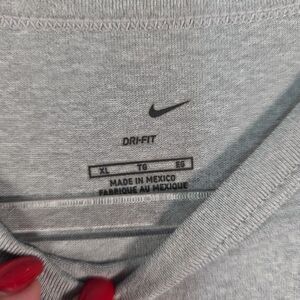 DRI-FIT
XL TG EG
MADE IN MEXICO
FABRIQUÉ AU MEXIQUE